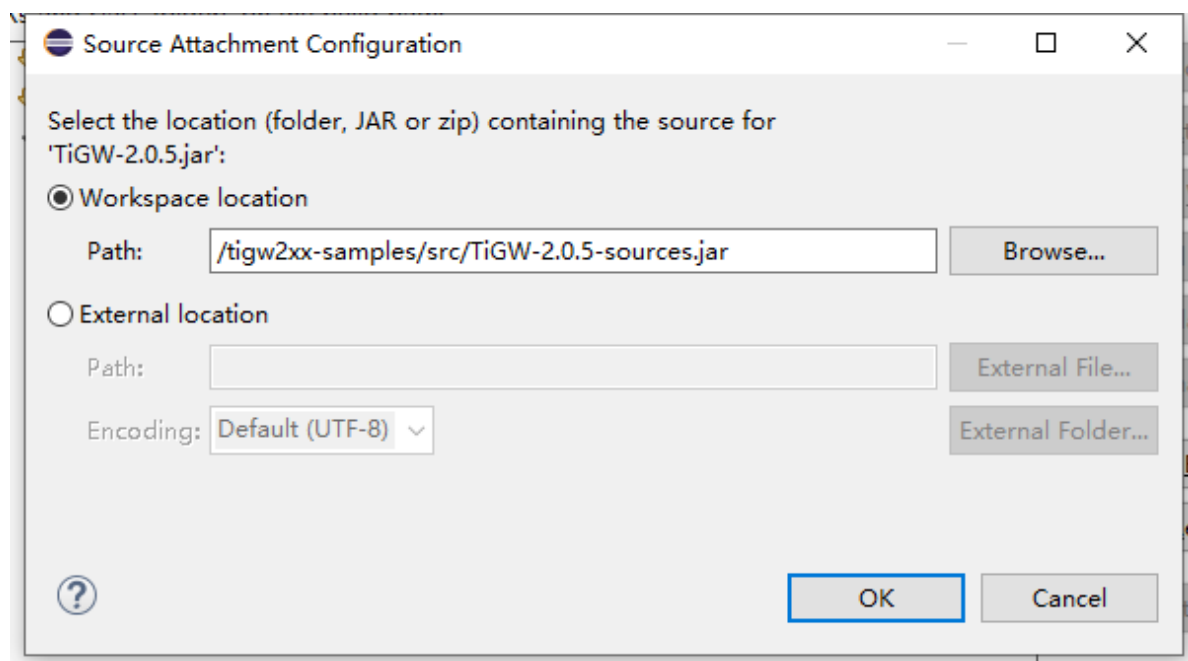 Source Attachment Configuration
Select the location (folder, JAR or zip) containing the source for
'TiGW-2.0.5.jar':
Workspace location
Path: /tigw2xx-samples/src/TiGW-2.0.5-sources.jar Browse...
External location
Path: External File...
Encoding: Default (UTF-8) External Folder...
? OK Cancel